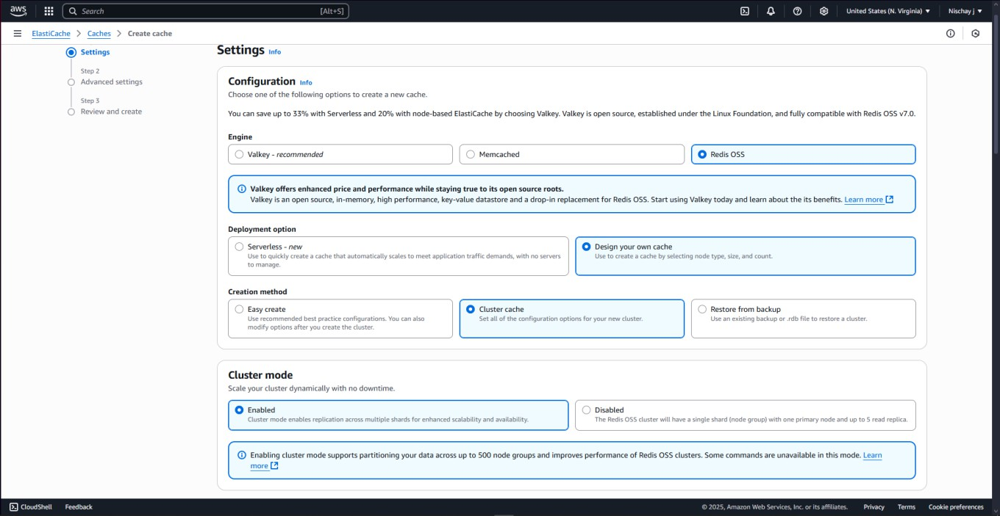 aws
Search [Alt+S]
United States (N. Virginia)
Nischay j
ElastiCache
Caches
Create cache
Settings
Step 2
Advanced settings
Step 3
Review and create
Settings Info
Configuration Info
Choose one of the following options to create a new cache.
You can save up to 33% with Serverless and 20% with node-based ElastiCache by choosing Valkey. Valkey is open source, established under the Linux Foundation, and fully compatible with Redis OSS v7.0.
Engine
Valkey - recommended
Memcached
Redis OSS
Valkey offers enhanced price and performance while staying true to its open source roots.
Valkey is an open source, in-memory, high performance, key-value datastore and a drop-in replacement for Redis OSS. Start using Valkey today and learn about the its benefits. Learn more
Deployment option
Serverless - new
Use to quickly create a cache that automatically scales to meet application traffic demands, with no servers
to manage.
Design your own cache
Use to create a cache by selecting node type, size, and count.
Creation method
Easy create
Use recommended best practice configurations. You can also
modify options after you create the cluster.
Cluster cache
Set all of the configuration options for your new cluster.
Restore from backup
Use an existing backup or .rdb file to restore a cluster.
Cluster mode
Scale your cluster dynamically with no downtime.
Enabled
Cluster mode enables replication across multiple shards for enhanced scalability and availability.
Disabled
The Redis OSS cluster will have a single shard (node group) with one primary node and up to 5 read replica.
Enabling cluster mode supports partitioning your data across up to 500 node groups and improves performance of Redis OSS clusters. Some commands are unavailable in this mode. Learn
more
CloudShell
Feedback
© 2025, Amazon Web Services, Inc. or its affiliates.
Privacy
Terms
Cookie preferences